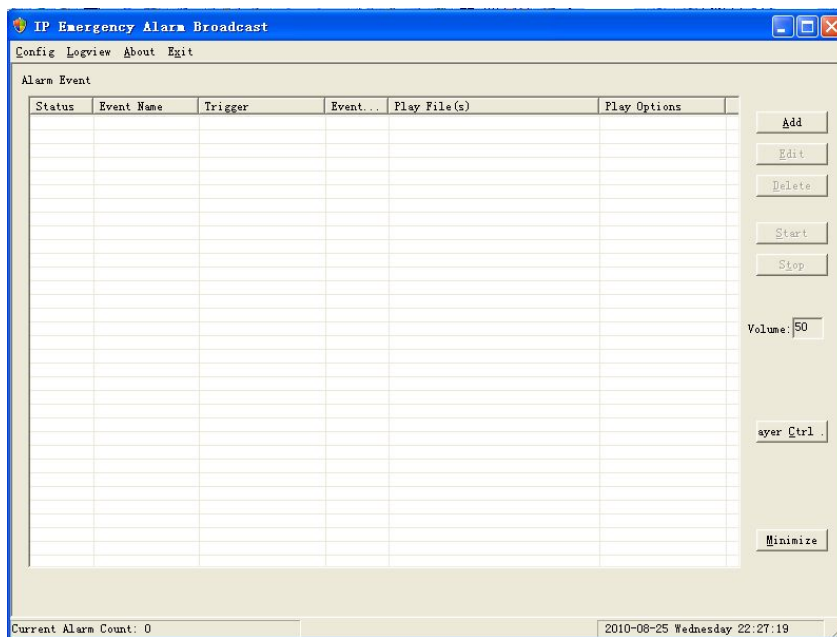 IP Emergency Alarm Broadcast
Config Logview About Exit
Alarm Event
Status Event Name Trigger Event... Play File(s) Play Options
Add
Edit
Delete
Start
Stop
Volume: 50
ayer Ctrl .
Minimize
Current Alarm Count: 0 2010-08-25 Wednesday 22:27:19